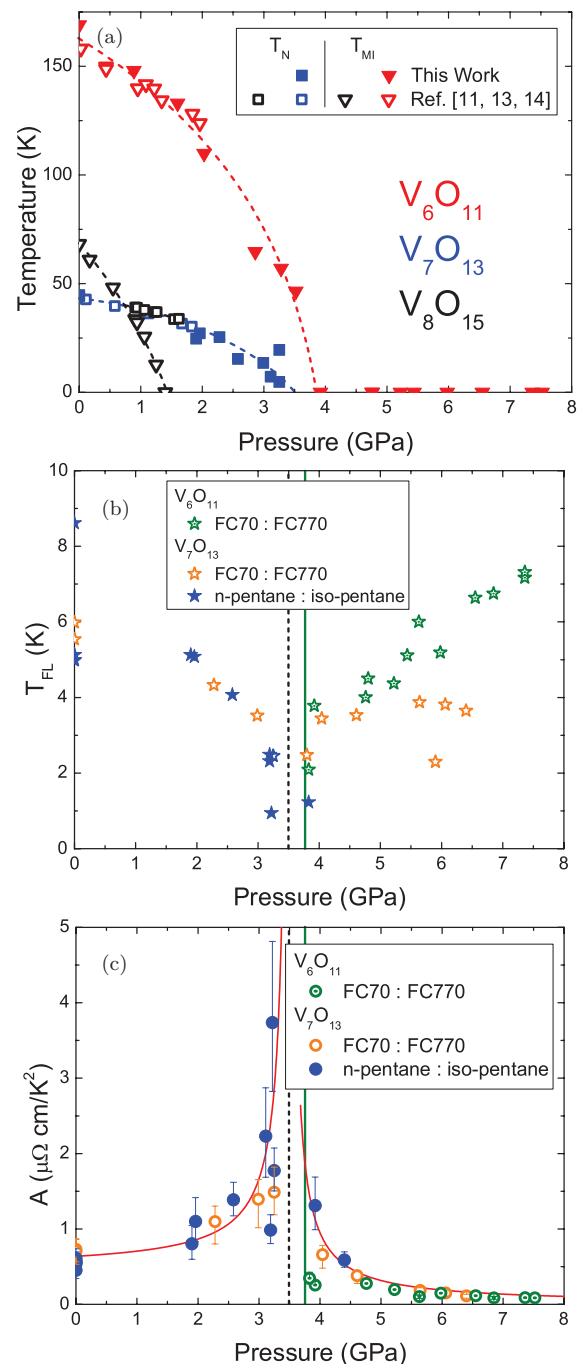 (a)
T_N T_MI
This Work
Ref. [11, 13, 14]
V6O11
V7O13
V8O15
150
100
50
0
Temperature (K)
0 1 2 3 4 5 6 7 8
Pressure (GPa)
(b)
V6O11
FC70 : FC770
V7O13
FC70 : FC770
n-pentane : iso-pentane
10
8
6
4
2
0
T_FL (K)
0 1 2 3 4 5 6 7 8
Pressure (GPa)
(c)
V6O11
FC70 : FC770
V7O13
FC70 : FC770
n-pentane : iso-pentane
5
4
3
2
1
0
A (μΩ cm/K²)
0 1 2 3 4 5 6 7 8
Pressure (GPa)